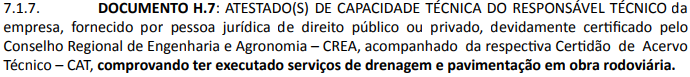 7.1.7. DOCUMENTO H.7: ATESTADO(S) DE CAPACIDADE TÉCNICA DO RESPONSÁVEL TÉCNICO da
empresa, fornecido por pessoa jurídica de direito público ou privado, devidamente certificado pelo
Conselho Regional de Engenharia e Agronomia – CREA, acompanhado da respectiva Certidão de Acervo
Técnico – CAT, comprovando ter executado serviços de drenagem e pavimentação em obra rodoviária.